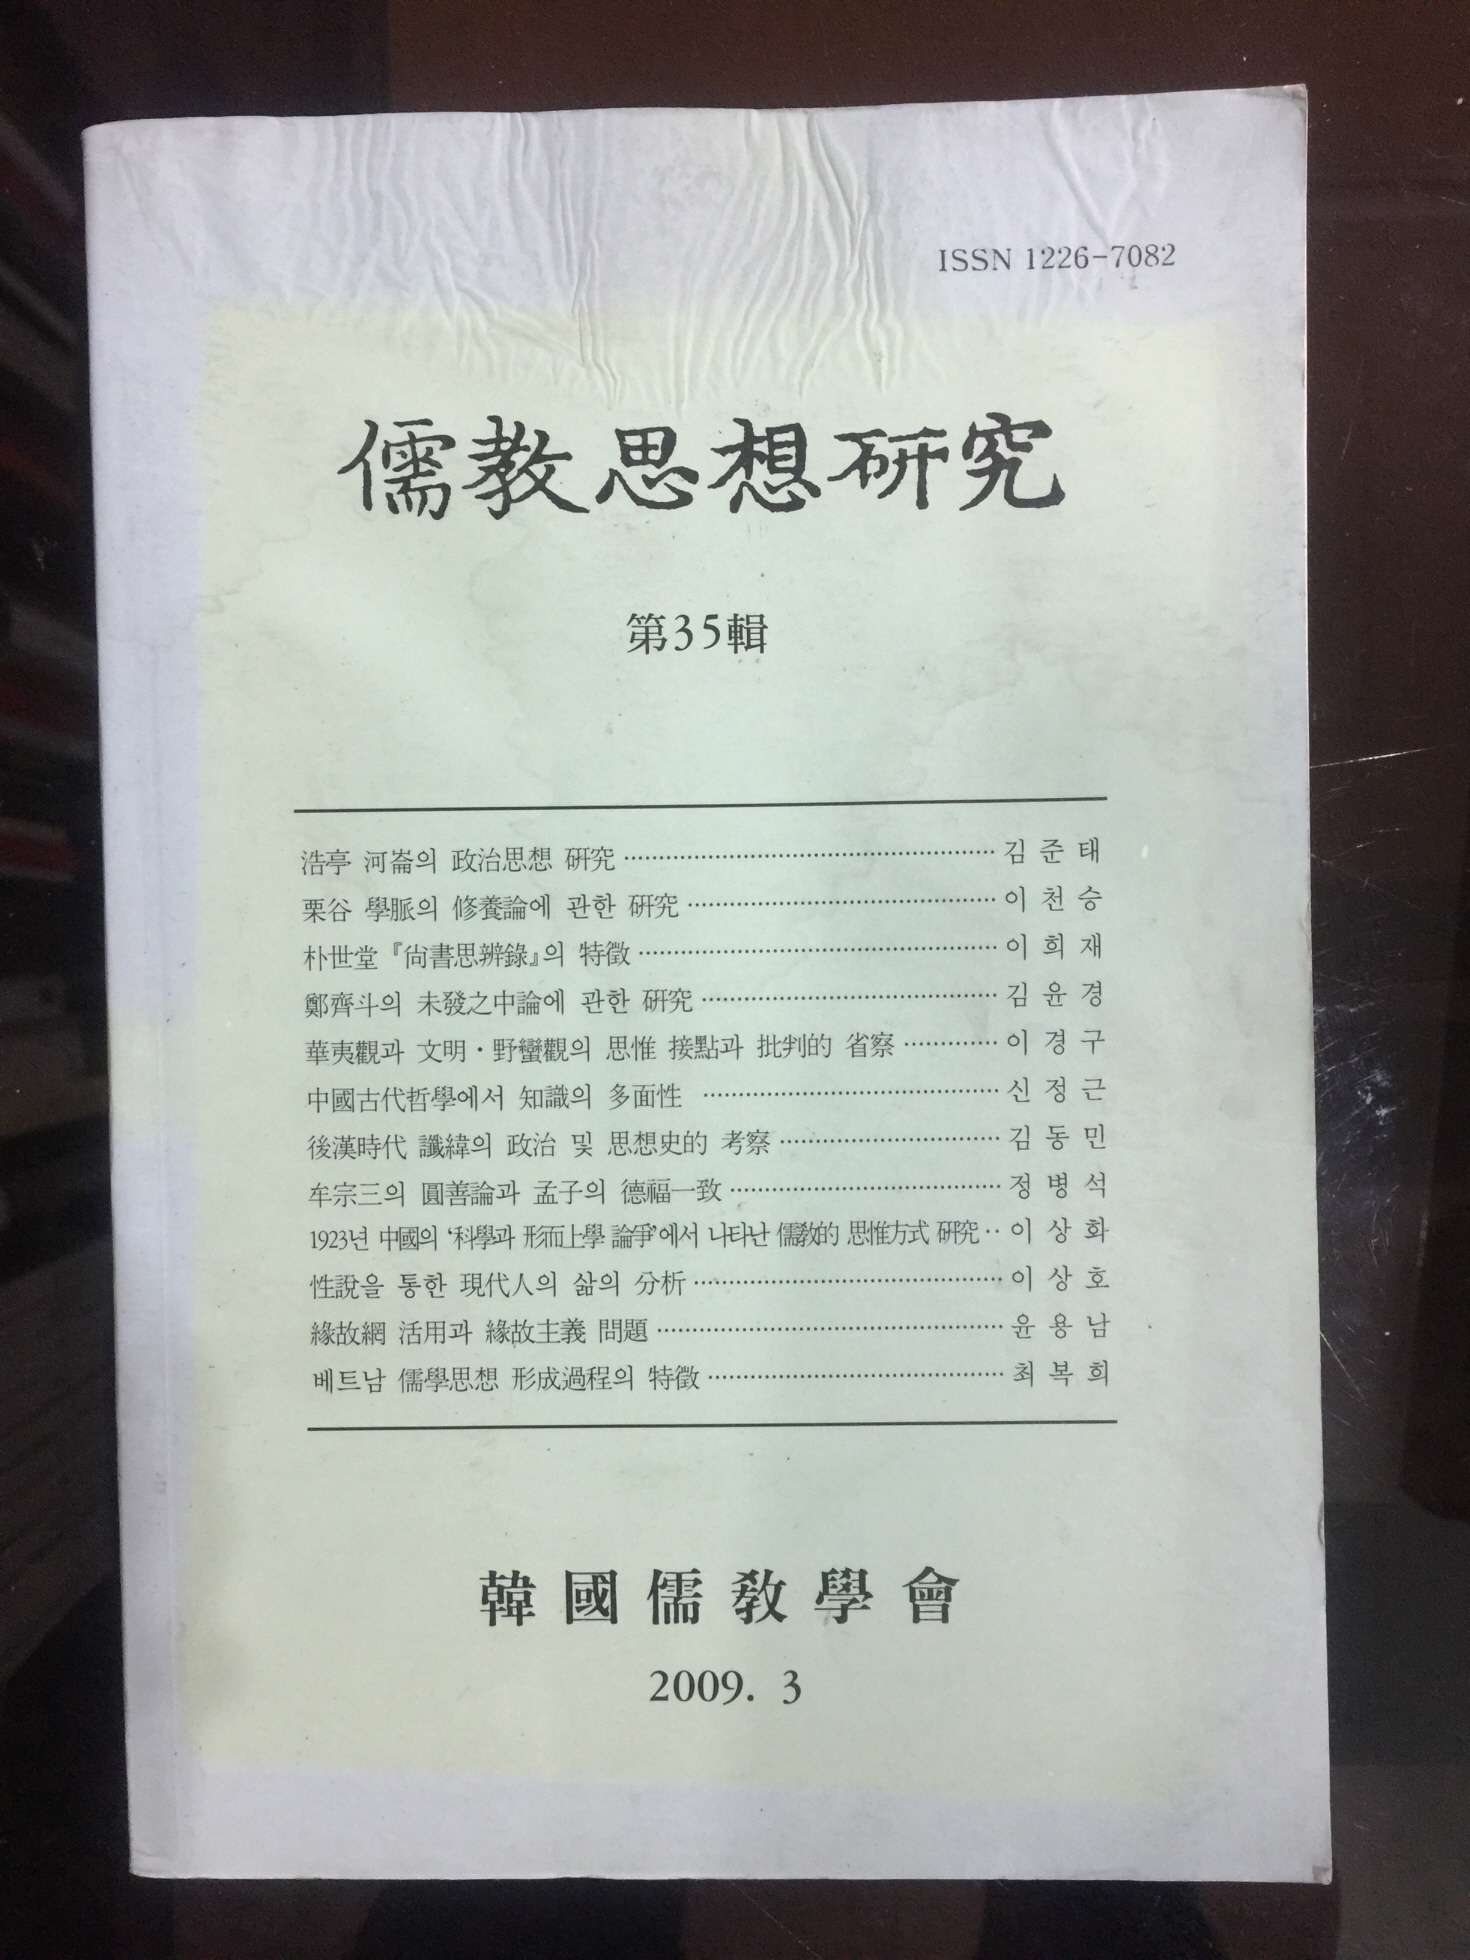 ISSN 1226-7082
儒教思想研究
第35輯
浩亭 河崙의 政治思想 硏究 ········ 김 준 태
栗谷 學脈의 修養論에 관한 硏究 ········ 이 천 승
朴世堂 『尙書思辨錄』의 特徵 ········ 이 희 재
鄭齊斗의 未發之中論에 관한 硏究 ········ 김 윤 경
華夷觀과 文明·野蠻觀의 思惟 接點과 批判的 省察 ········ 이 경 구
中國古代哲學에서 知識의 多面性 ········ 신 정 근
後漢時代 讖緯의 政治 및 思想史的 考察 ········ 김 동 민
牟宗三의 圓善論과 孟子의 德福一致 ········ 정 병 석
1923년 中國의 '科學과 形而上學 論爭'에서 나타난 儒敎的 思惟方式 硏究 ·· 이 상 화
性說을 통한 現代人의 삶의 分析 ········ 이 상 호
緣故網 活用과 緣故主義 問題 ········ 윤 용 남
베트남 儒學思想 形成過程의 特徵 ········ 최 복 희
韓國儒敎學會
2009. 3